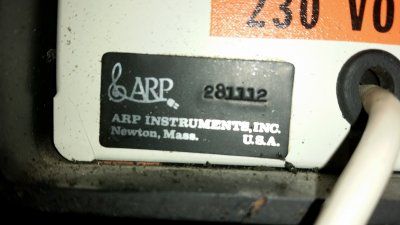 230 VO
ARP 281112
ARP INSTRUMENTS, INC.
Newton, Mass. U.S.A.